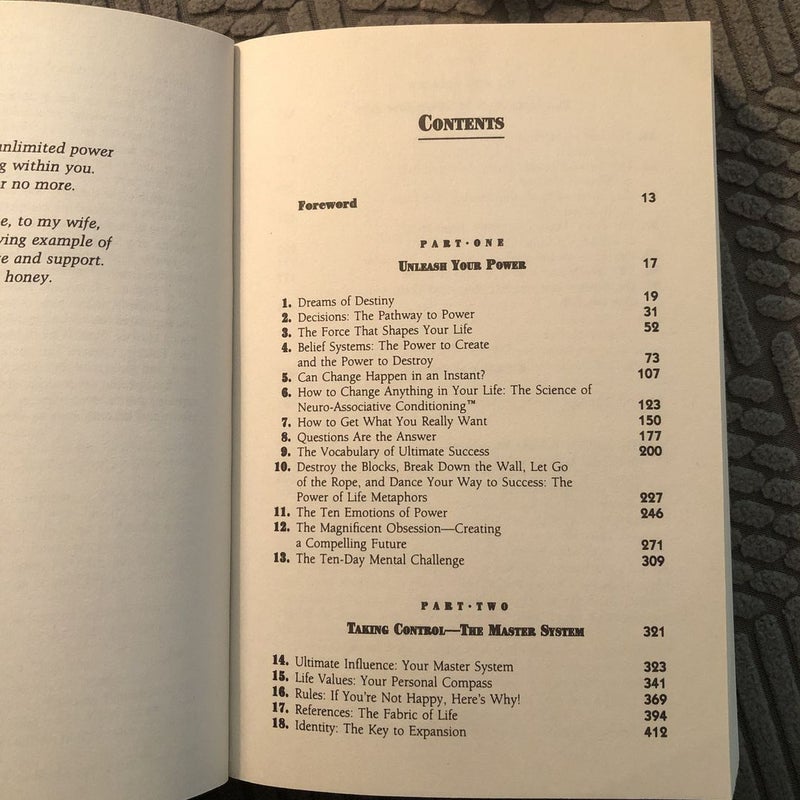 unlimited power
g within you.
r no more.
e, to my wife,
ving example of
e and support.
honey.
CONTENTS
Foreword 13
PART·ONE
UNLEASH YOUR POWER 17
1. Dreams of Destiny 19
2. Decisions: The Pathway to Power 31
3. The Force That Shapes Your Life 52
4. Belief Systems: The Power to Create
and the Power to Destroy 73
5. Can Change Happen in an Instant? 107
6. How to Change Anything in Your Life: The Science of
Neuro-Associative Conditioning™ 123
7. How to Get What You Really Want 150
8. Questions Are the Answer 177
9. The Vocabulary of Ultimate Success 200
10. Destroy the Blocks, Break Down the Wall, Let Go
of the Rope, and Dance Your Way to Success: The
Power of Life Metaphors 227
11. The Ten Emotions of Power 246
12. The Magnificent Obsession—Creating
a Compelling Future 271
13. The Ten-Day Mental Challenge 309
PART·TWO
TAKING CONTROL—THE MASTER SYSTEM 321
14. Ultimate Influence: Your Master System 323
15. Life Values: Your Personal Compass 341
16. Rules: If You're Not Happy, Here's Why! 369
17. References: The Fabric of Life 394
18. Identity: The Key to Expansion 412